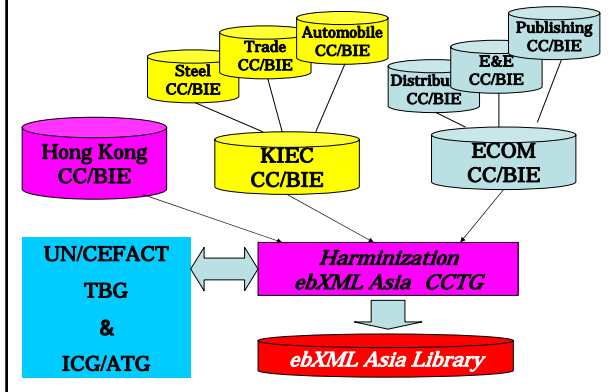 Automobile
CC/BIE
Trade
CC/BIE
Steel
CC/BIE
Publishing
CC/BIE
E&E
CC/BIE
CC/BIE
Hong Kong
CC/BIE
KIEC
CC/BIE
ECOM
CC/BIE
UN/CEFACT
TBG
&
ICG/ATG
Harminization
ebXML Asia CCTG
ebXML Asia Library